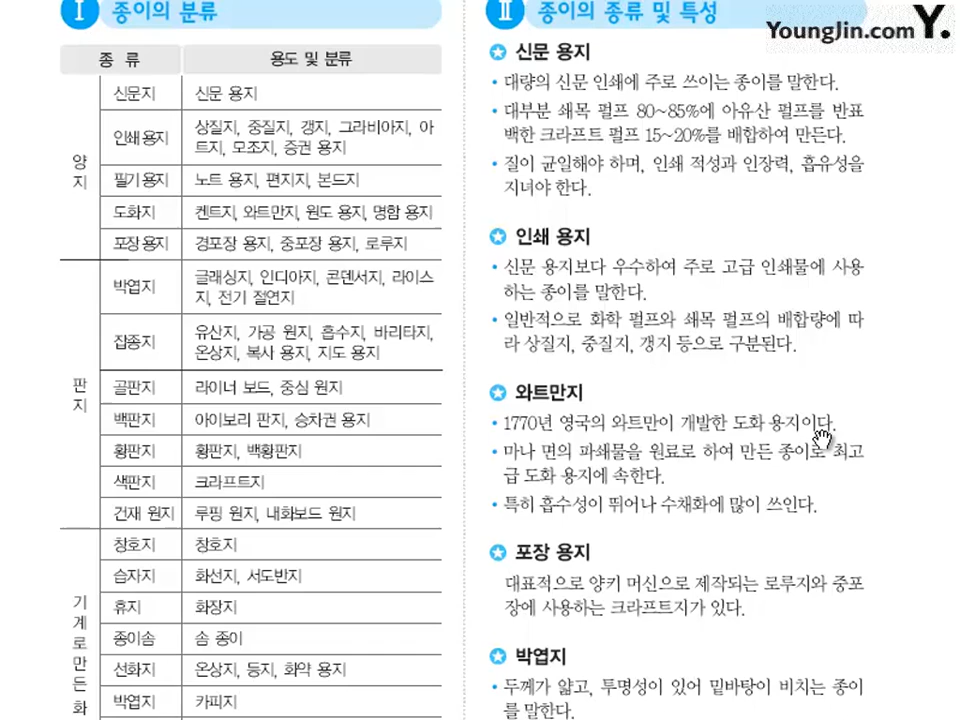 I 종이의 분류
종 류 용도 및 분류
양지
신문지 신문 용지
인쇄용지 상질지, 중질지, 갱지, 그라비아지, 아
트지, 모조지, 증권 용지
필기용지 노트 용지, 편지지, 본드지
도화지 켄트지, 와트만지, 원도 용지, 명함 용지
포장용지 경포장 용지, 중포장 용지, 로루지
판지
박엽지 글래싱지, 인디아지, 콘덴서지, 라이스
지, 전기 절연지
잡종지 유산지, 가공 원지, 흡수지, 바리타지,
온상지, 복사 용지, 지도 용지
골판지 라이너 보드, 중심 원지
백판지 아이보리 판지, 승차권 용지
황판지 황판지, 백황판지
색판지 크라프트지
건재 원지 루핑 원지, 내화보드 원지
기계로만든화
창호지 창호지
습자지 화선지, 서도반지
휴지 화장지
종이솜 솜 종이
선화지 온상지, 등지, 화약 용지
박엽지 카피지
II 종이의 종류 및 특성
YoungJin.com Y.
신문 용지
• 대량의 신문 인쇄에 주로 쓰이는 종이를 말한다.
• 대부분 쇄목 펄프 80~85%에 아유산 펄프를 반표
백한 크라프트 펄프 15~20%를 배합하여 만든다.
• 질이 균일해야 하며, 인쇄 적성과 인장력, 흡유성을
지녀야 한다.
인쇄 용지
• 신문 용지보다 우수하여 주로 고급 인쇄물에 사용
하는 종이를 말한다.
• 일반적으로 화학 펄프와 쇄목 펄프의 배합량에 따
라 상질지, 중질지, 갱지 등으로 구분된다.
와트만지
• 1770년 영국의 와트만이 개발한 도화 용지이다.
• 마나 면의 파쇄물을 원료로 하여 만든 종이로 최고
급 도화 용지에 속한다.
• 특히 흡수성이 뛰어나 수채화에 많이 쓰인다.
포장 용지
대표적으로 양키 머신으로 제작되는 로루지와 중포
장에 사용하는 크라프트지가 있다.
박엽지
• 두께가 얇고, 투명성이 있어 밑바탕이 비치는 종이
를 말한다.